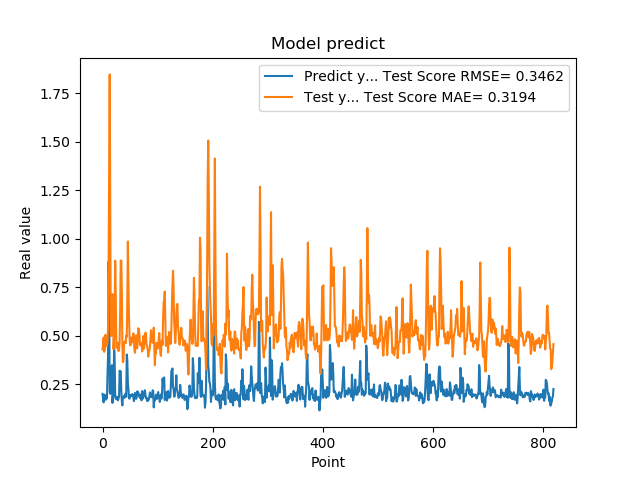 Model predict
Predict y... Test Score RMSE= 0.3462
Test y... Test Score MAE= 0.3194
Real value
1.75
1.50
1.25
1.00
0.75
0.50
0.25
0 200 400 600 800
Point